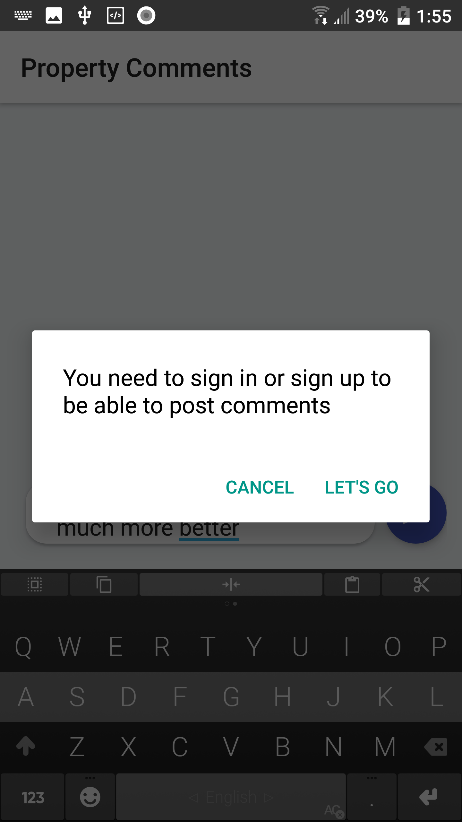 39% 1:55
Property Comments
You need to sign in or sign up to
be able to post comments
CANCEL LET'S GO
much more better
Q W E R T Y U I O P
A S D F G H J K L
Z X C V B N M
123 English .